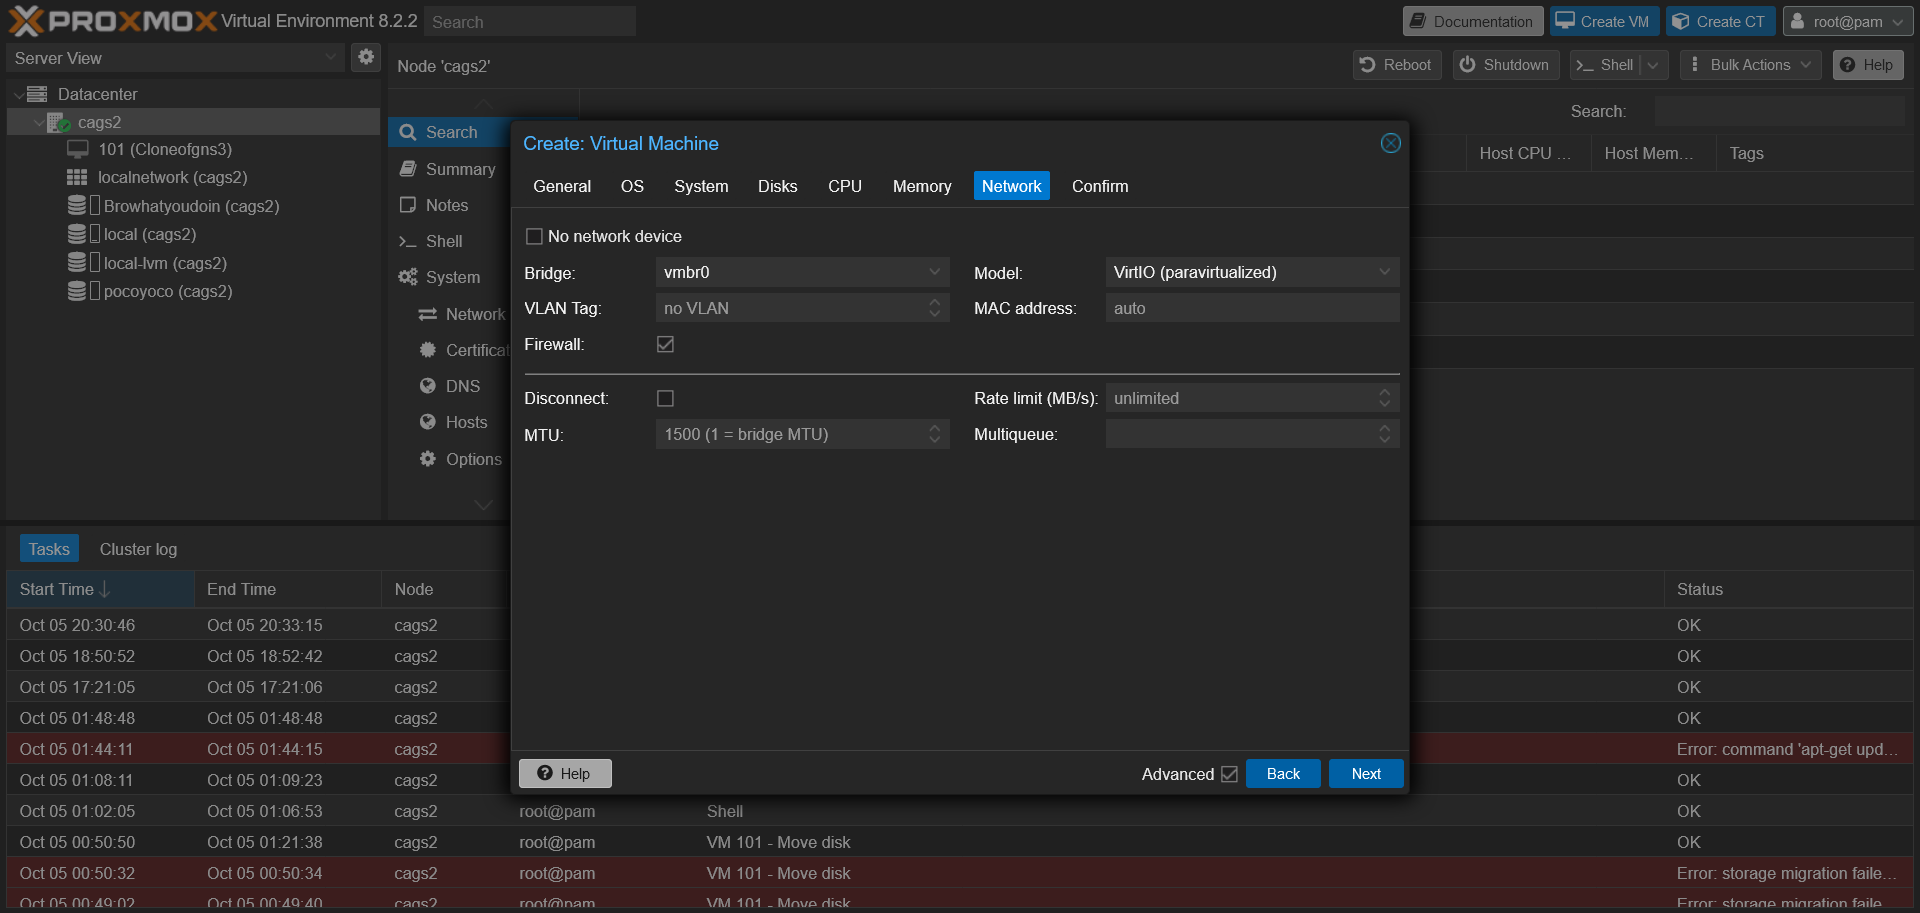 PROXMOX Virtual Environment 8.2.2 Search Documentation Create VM Create CT root@pam
Server View
Node 'cags2' Reboot Shutdown Shell Bulk Actions Help
Datacenter
cags2
101 (Cloneofgns3)
localnetwork (cags2)
Browhatyoudoin (cags2)
local (cags2)
local-lvm (cags2)
pocoyoco (cags2)
Search
Summary
Notes
Shell
System
Network
Certificat
DNS
Hosts
Options
Search:
Host CPU ... Host Mem... Tags
Create: Virtual Machine
General OS System Disks CPU Memory Network Confirm
No network device
Bridge: vmbr0 Model: VirtIO (paravirtualized)
VLAN Tag: no VLAN MAC address: auto
Firewall:
Disconnect: Rate limit (MB/s): unlimited
MTU: 1500 (1 = bridge MTU) Multiqueue:
Help Advanced Back Next
Tasks Cluster log
Start Time End Time Node Status
Oct 05 20:30:46 Oct 05 20:33:15 cags2 OK
Oct 05 18:50:52 Oct 05 18:52:42 cags2 OK
Oct 05 17:21:05 Oct 05 17:21:06 cags2 OK
Oct 05 01:48:48 Oct 05 01:48:48 cags2 OK
Oct 05 01:44:11 Oct 05 01:44:15 cags2 Error: command 'apt-get upd...
Oct 05 01:08:11 Oct 05 01:09:23 cags2 OK
Oct 05 01:02:05 Oct 05 01:06:53 cags2 root@pam Shell OK
Oct 05 00:50:50 Oct 05 01:21:38 cags2 root@pam VM 101 - Move disk OK
Oct 05 00:50:32 Oct 05 00:50:34 cags2 root@pam VM 101 - Move disk Error: storage migration faile...
Oct 05 00:49:02 Oct 05 00:49:40 cags2 root@pam VM 101 - Move disk Error: storage migration faile...